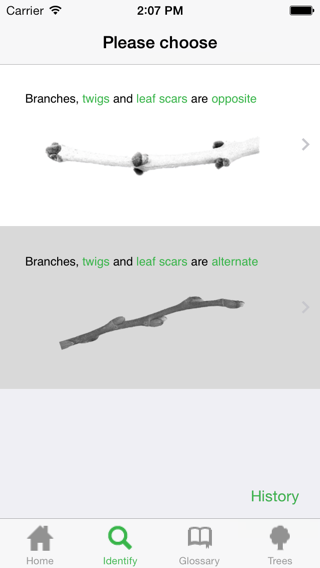 Carrier 2:07 PM
Please choose
Branches, twigs and leaf scars are opposite
Branches, twigs and leaf scars are alternate
History
Home Identify Glossary Trees